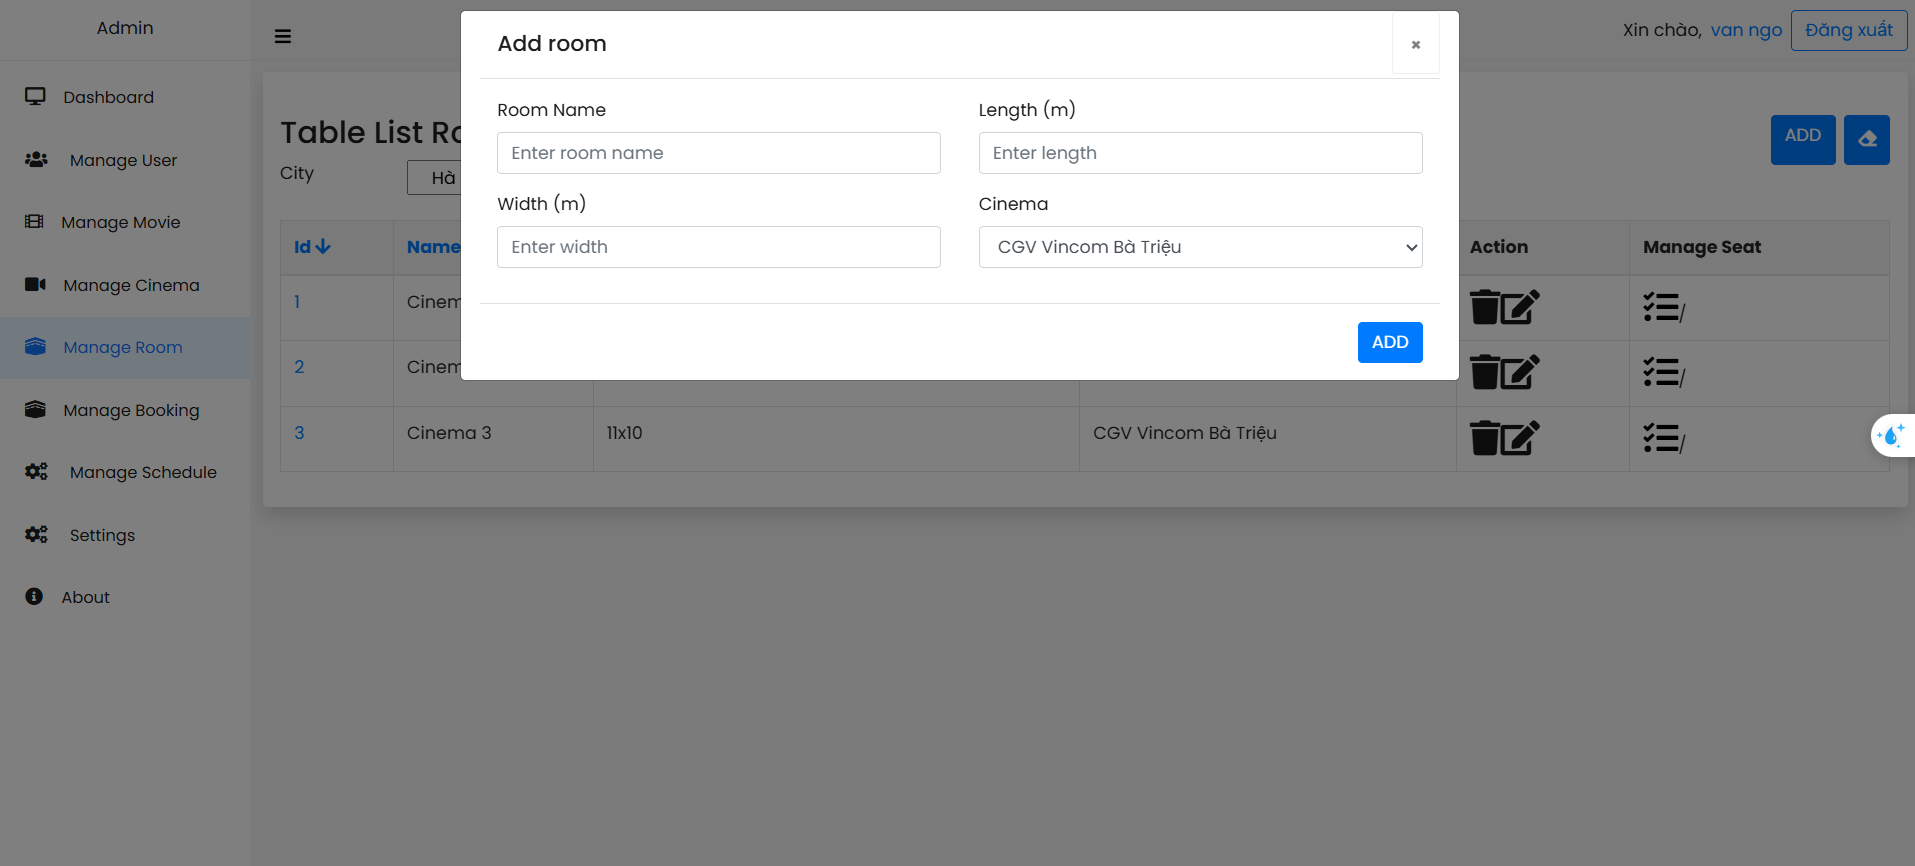 Admin
Dashboard
Manage User
Manage Movie
Manage Cinema
Manage Room
Manage Booking
Manage Schedule
Settings
About
Xin chào, van ngo Đăng xuất
Table List
ADD
City Hà
Id Name Action Manage Seat
1 /
2 /
3 Cinema 3 11x10 CGV Vincom Bà Triệu /
Add room ×
Room Name Length (m)
Enter room name Enter length
Width (m) Cinema
Enter width CGV Vincom Bà Triệu
ADD